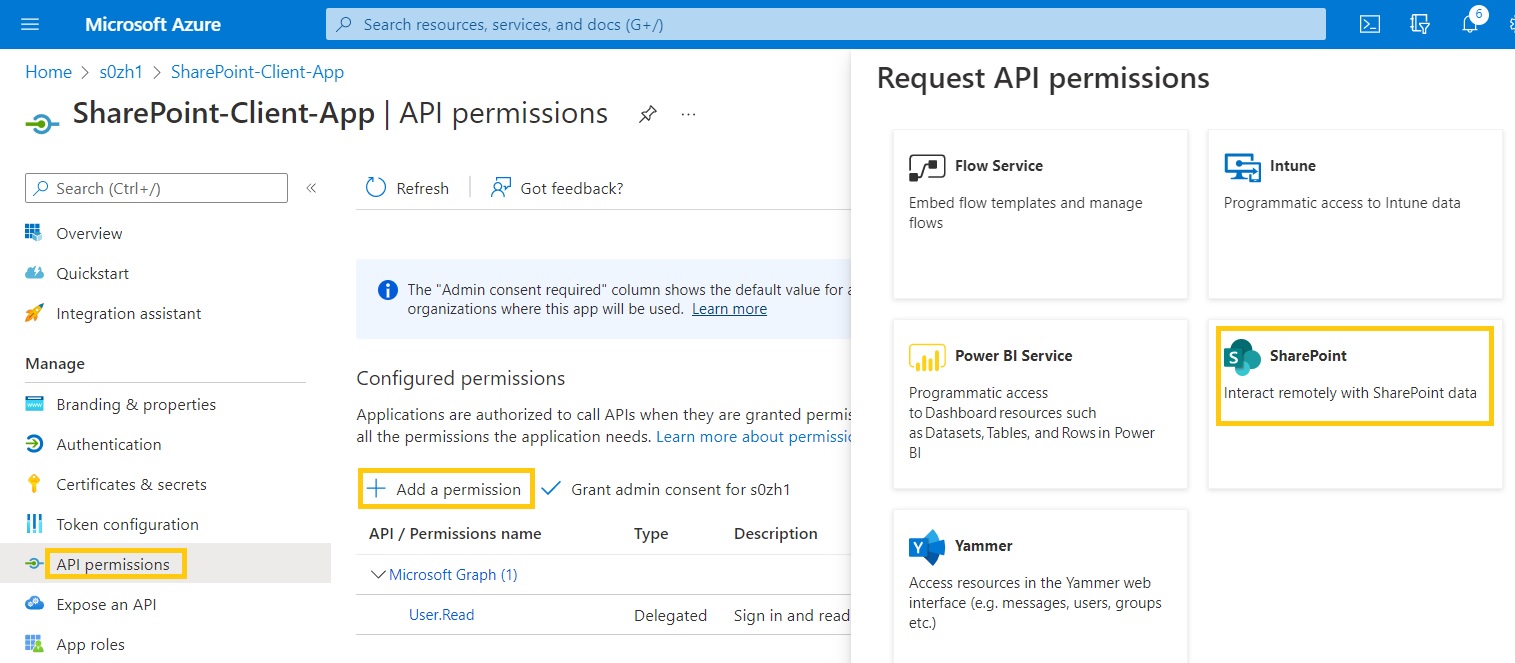 Microsoft Azure
Search resources, services, and docs (G+/)
6
Home > s0zh1 > SharePoint-Client-App
SharePoint-Client-App | API permissions
...
Search (Ctrl+/)
«
Overview
Quickstart
Integration assistant
Manage
Branding & properties
Authentication
Certificates & secrets
Token configuration
API permissions
Expose an API
App roles
Refresh
Got feedback?
The "Admin consent required" column shows the default value for a
organizations where this app will be used. Learn more
Configured permissions
Applications are authorized to call APIs when they are granted permis
all the permissions the application needs. Learn more about permissio
Add a permission
Grant admin consent for s0zh1
API / Permissions name Type Description
Microsoft Graph (1)
User.Read Delegated Sign in and read
Request API permissions
Flow Service
Embed flow templates and manage
flows
Intune
Programmatic access to Intune data
Power BI Service
Programmatic access
to Dashboard resources such
as Datasets, Tables, and Rows in Power
BI
S
SharePoint
Interact remotely with SharePoint data
Y
Yammer
Access resources in the Yammer web
interface (e.g. messages, users, groups
etc.)